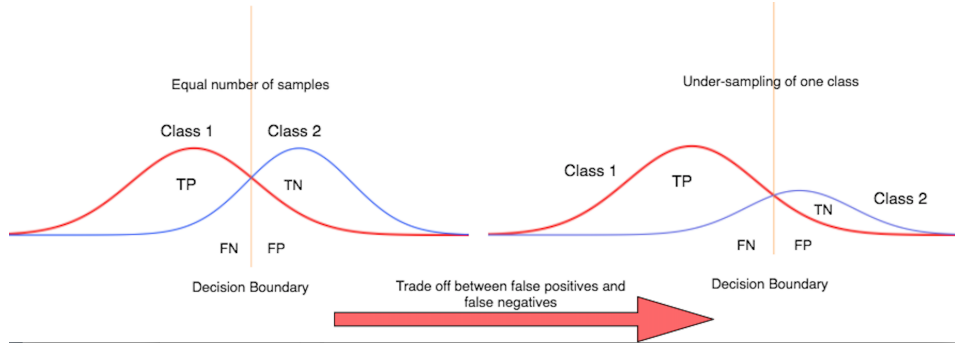 Equal number of samples
Class 1
Class 2
TP
TN
FN
FP
Decision Boundary
Under-sampling of one class
Class 1
TP
TN
Class 2
FN
FP
Decision Boundary
Trade off between false positives and
false negatives